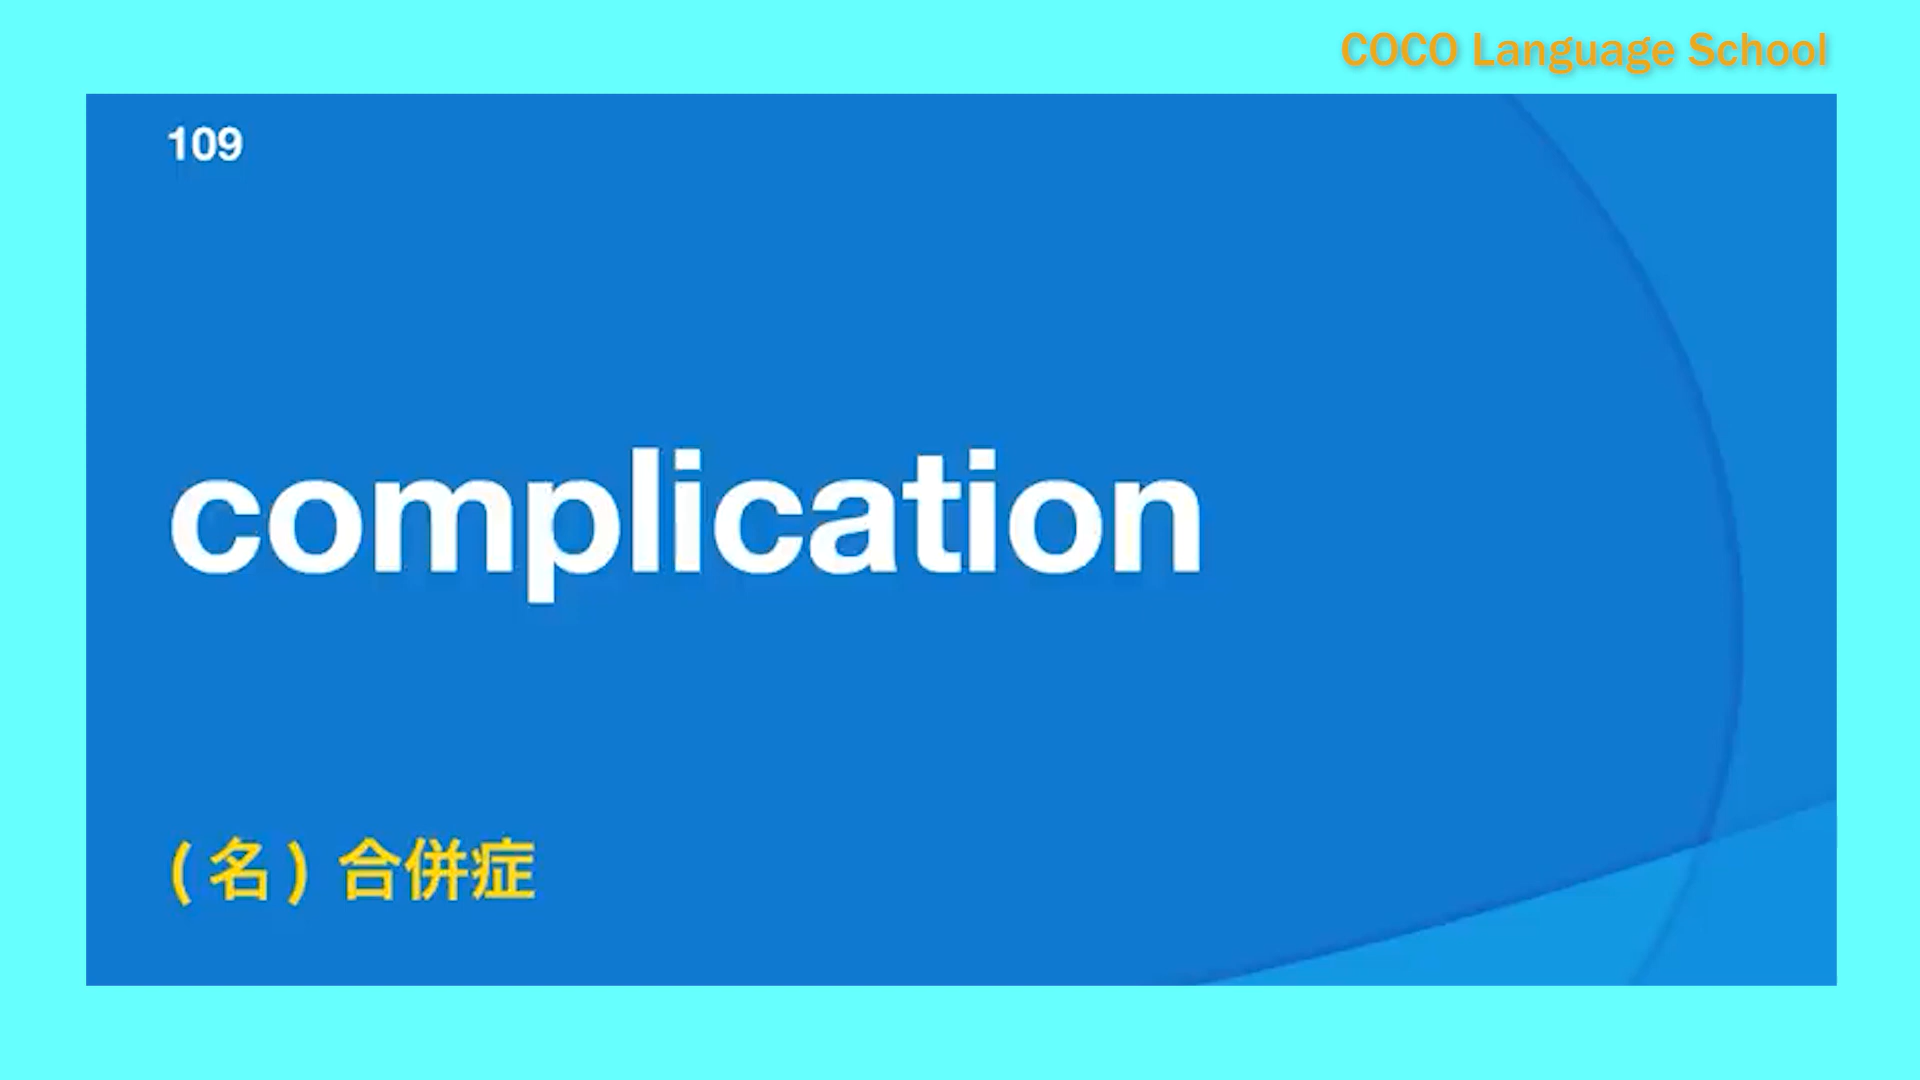 COCO Language School
109
complication
(名) 合併症